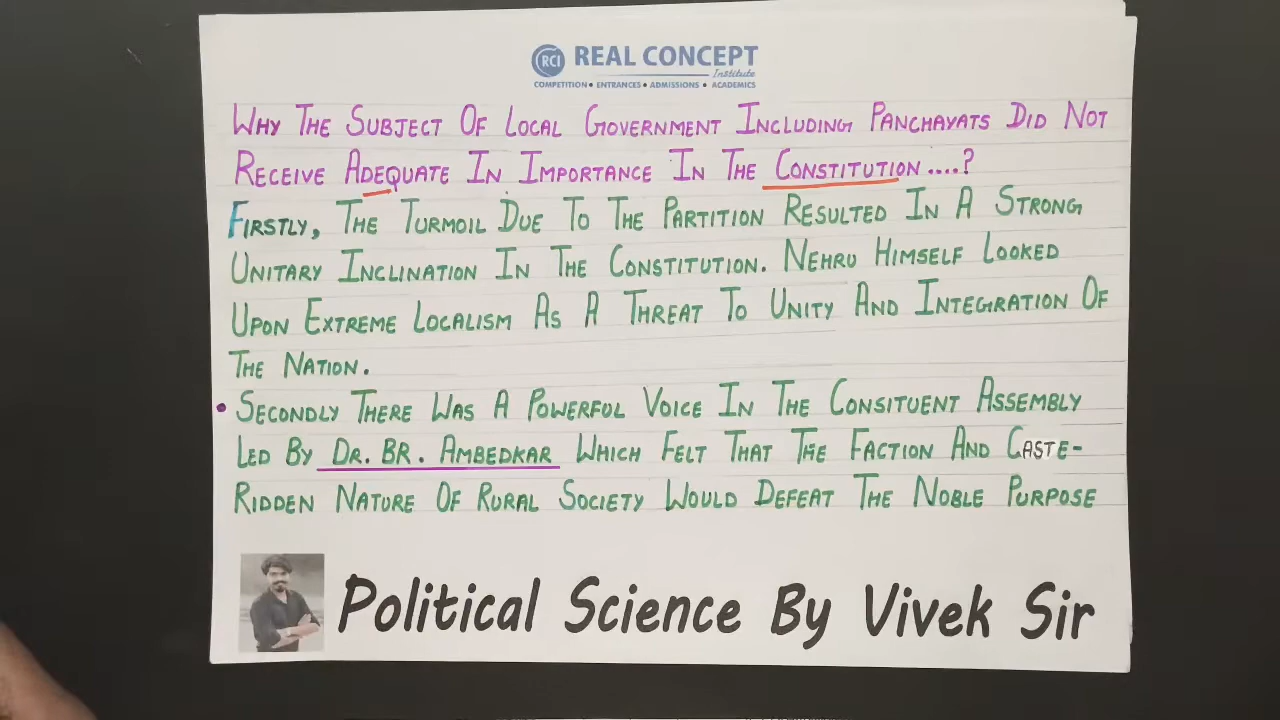 RCI REAL CONCEPT
Institute
COMPETITION • ENTRANCES • ADMISSIONS • ACADEMICS
WHY THE SUBJECT OF LOCAL GOVERNMENT INCLUDING PANCHAYATS DID NOT
RECEIVE ADEQUATE IN IMPORTANCE IN THE CONSTITUTION....?
FIRSTLY, THE TURMOIL DUE TO THE PARTITION RESULTED IN A STRONG
UNITARY INCLINATION IN THE CONSTITUTION. NEHRU HIMSELF LOOKED
UPON EXTREME LOCALISM AS A THREAT TO UNITY AND INTEGRATION OF
THE NATION.
• SECONDLY THERE WAS A POWERFUL VOICE IN THE CONSITUENT ASSEMBLY
LED BY DR. BR. AMBEDKAR WHICH FELT THAT THE FACTION AND CASTE-
RIDDEN NATURE OF RURAL SOCIETY WOULD DEFEAT THE NOBLE PURPOSE
Political Science By Vivek Sir